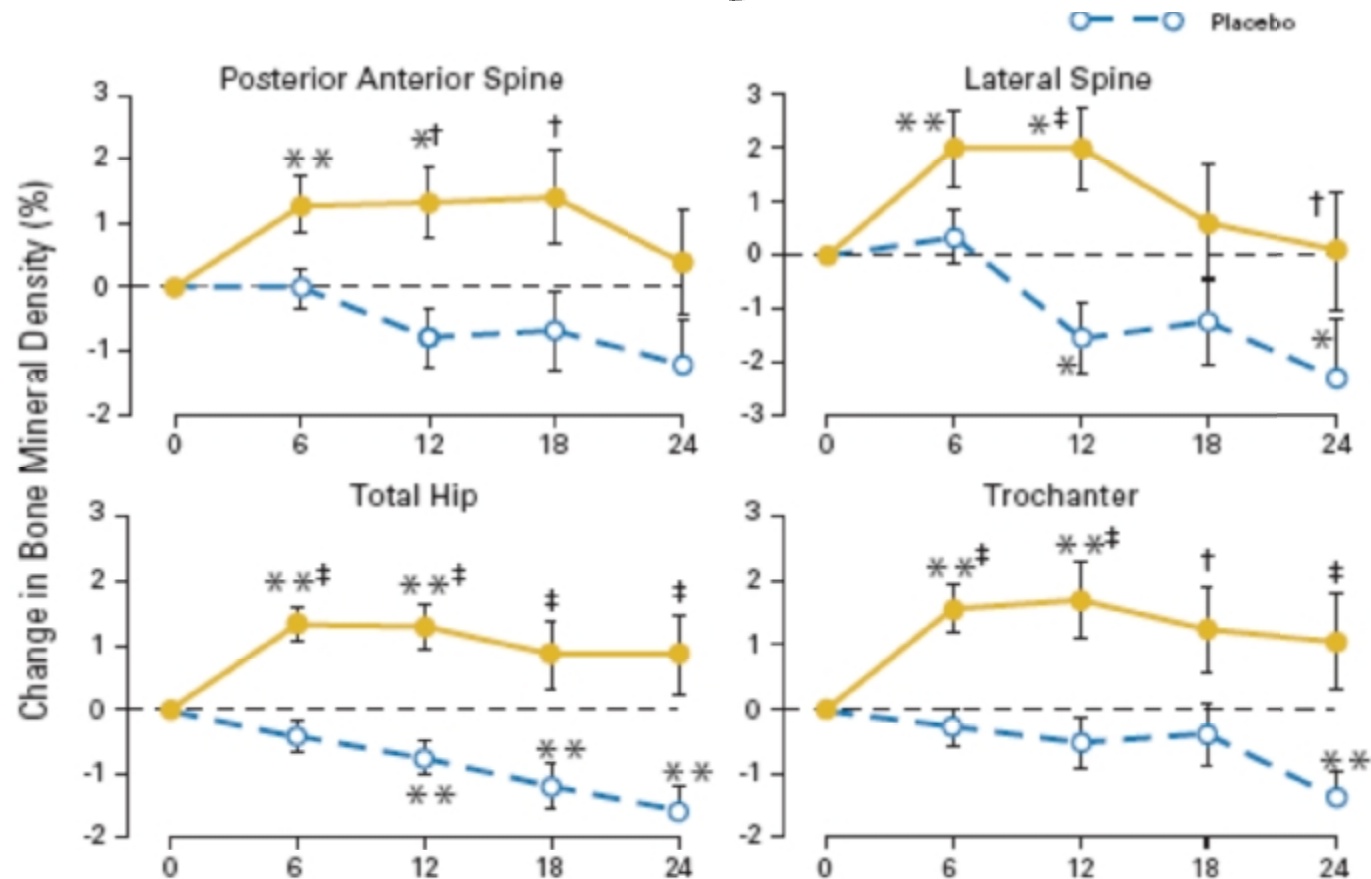 Placebo
Change in Bone Mineral Density (%)
Posterior Anterior Spine
3
2
1
0
-1
-2
** *† †
0 6 12 18 24
Lateral Spine
3
2
1
0
-1
-2
-3
** *‡ †
* *
0 6 12 18 24
Total Hip
3
2
1
0
-1
-2
**‡ **‡ ‡ ‡
** ** **
0 6 12 18 24
Trochanter
3
2
1
0
-1
-2
**‡ **‡ † ‡
**
0 6 12 18 24